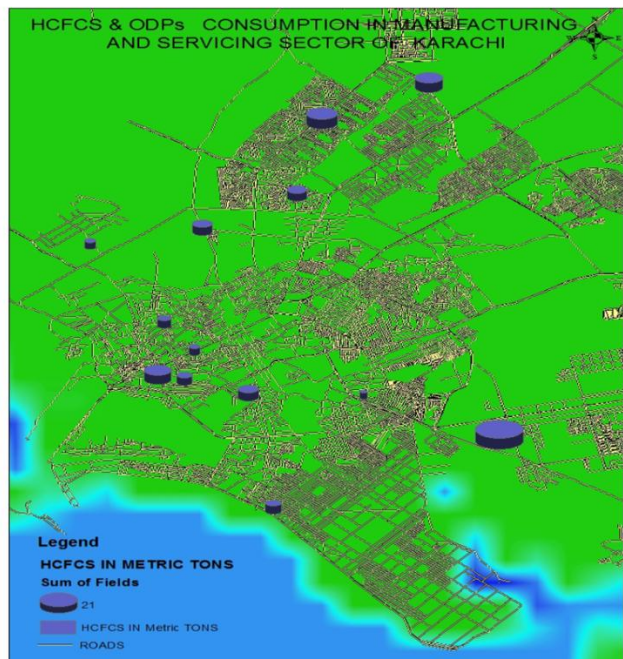 HCFCS & ODPs CONSUMPTION IN MANUFACTURING
AND SERVICING SECTOR OF KARACHI
E
S
Legend
HCFCS IN METRIC TONS
Sum of Fields
21
HCFCS IN Metric TONS
ROADS